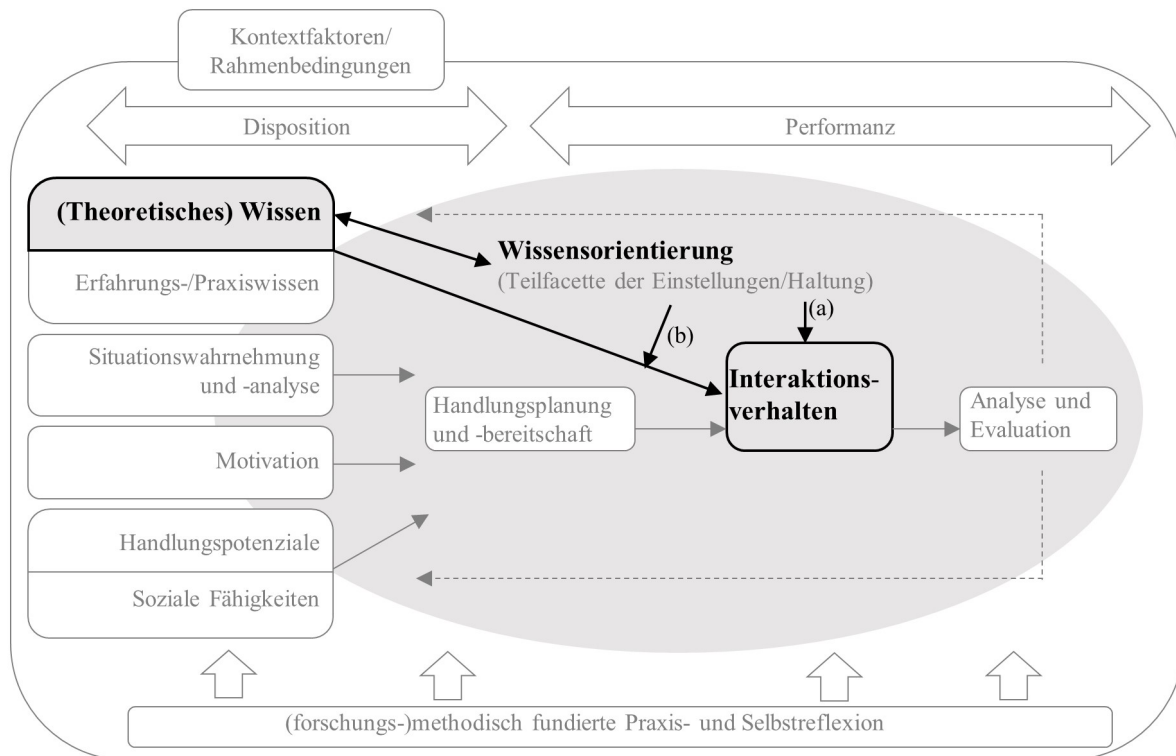 Kontextfaktoren/
Rahmenbedingungen
Disposition
Performanz
(Theoretisches) Wissen
Erfahrungs-/Praxiswissen
Wissensorientierung
(Teilfacette der Einstellungen/Haltung)
(b)
(a)
Situationswahrnehmung
und -analyse
Motivation
Handlungspotenziale
Soziale Fähigkeiten
Handlungsplanung
und -bereitschaft
Interaktions-
verhalten
Analyse und
Evaluation
(forschungs-)methodisch fundierte Praxis- und Selbstreflexion